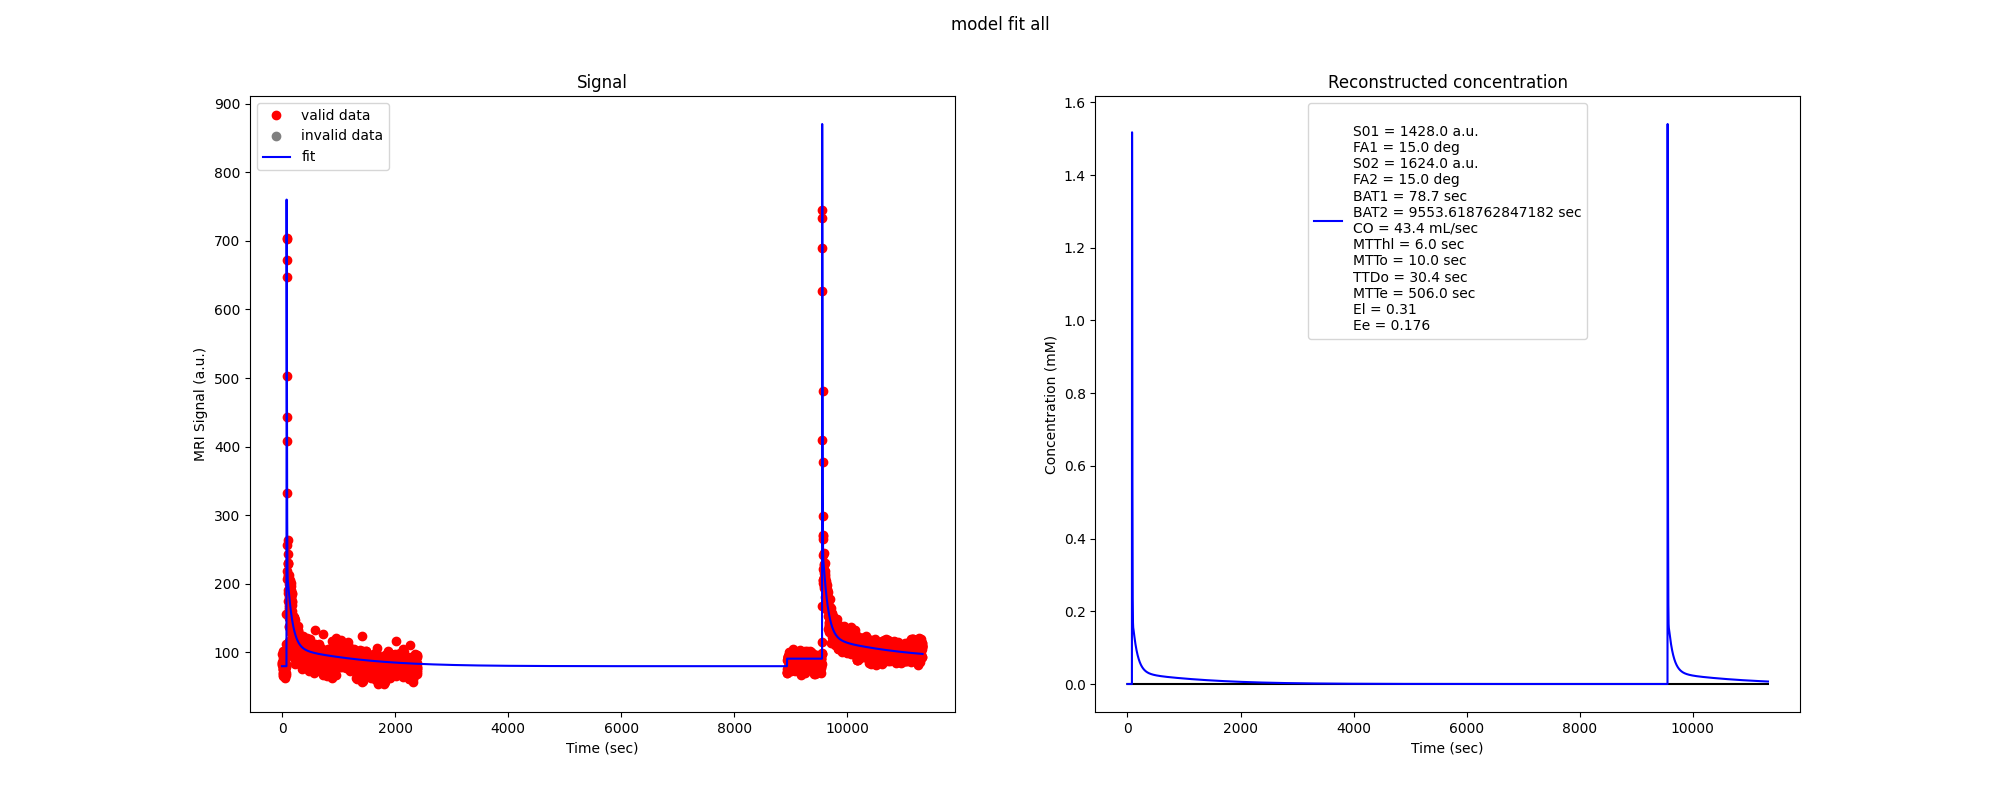 model fit all
Signal
900
800
700
600
500
400
300
200
100
MRI Signal (a.u.)
valid data
invalid data
fit
0
2000
4000
6000
8000
10000
Time (sec)
Reconstructed concentration
1.6
1.4
1.2
1.0
0.8
0.6
0.4
0.2
0.0
Concentration (mM)
S01 = 1428.0 a.u.
FA1 = 15.0 deg
S02 = 1624.0 a.u.
FA2 = 15.0 deg
BAT1 = 78.7 sec
BAT2 = 9553.618762847182 sec
CO = 43.4 mL/sec
MTThl = 6.0 sec
MTTo = 10.0 sec
TTDo = 30.4 sec
MTTe = 506.0 sec
El = 0.31
Ee = 0.176
0
2000
4000
6000
8000
10000
Time (sec)